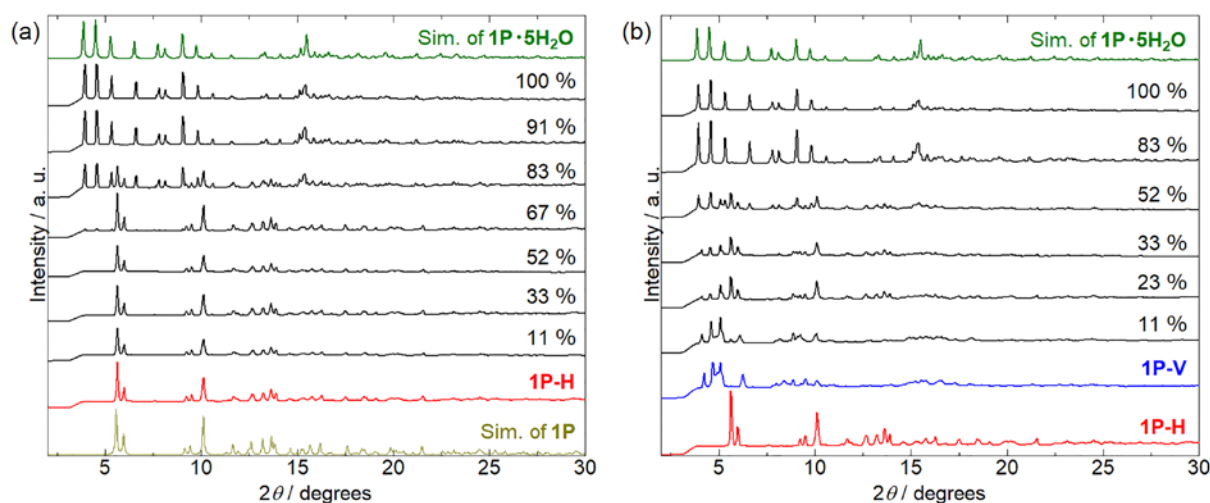 (a)
Sim. of 1P·5H₂O
100 %
91 %
83 %
67 %
52 %
33 %
11 %
1P-H
Sim. of 1P
Intensity / a. u.
5 10 15 20 25 30
2θ / degrees
(b)
Sim. of 1P·5H₂O
100 %
83 %
52 %
33 %
23 %
11 %
1P-V
1P-H
Intensity / a. u.
5 10 15 20 25 30
2θ / degrees